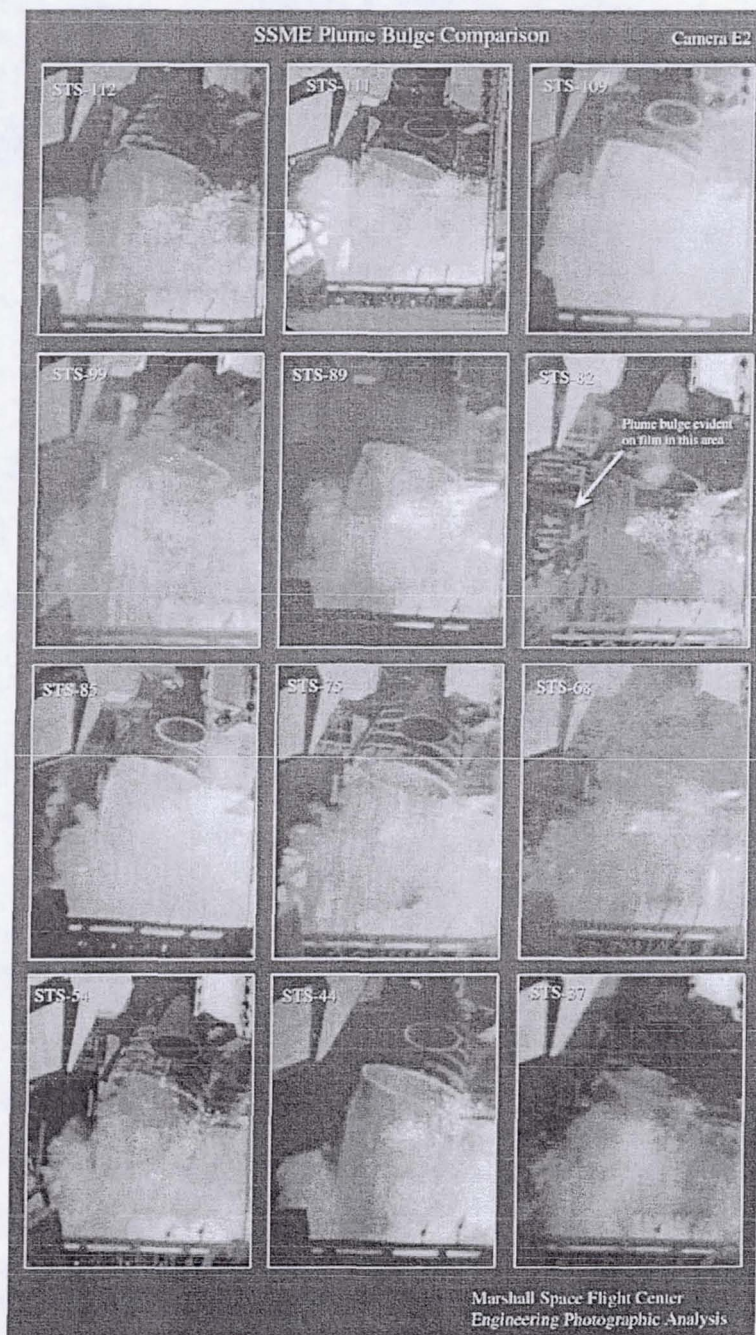 SSME Plume Bulge Comparison
Camera E2
STS-112
STS-111
STS-109
STS-99
STS-89
STS-82
Plume bulge evident
on film in this area
STS-85
STS-75
STS-68
STS-54
STS-44
STS-37
Marshall Space Flight Center
Engineering Photographic Analysis